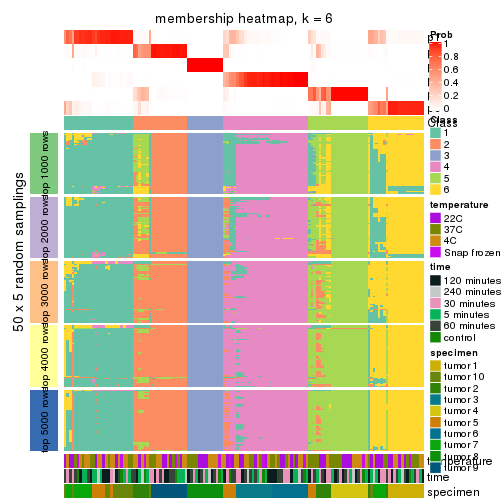 membership heatmap, k = 6
Prob
1
0.8
0.6
0.4
0.2
0
Class
Class
1
2
3
4
5
6
50 x 5 random samplings
top 1000 rows
top 2000 rows
top 3000 rows
top 4000 rows
top 5000 rows
temperature
22C
37C
4C
Snap frozen
time
120 minutes
240 minutes
30 minutes
5 minutes
60 minutes
control
specimen
tumor 1
tumor 10
tumor 2
tumor 3
tumor 4
tumor 5
tumor 6
tumor 7
tumor 8
tumor 9
temperature
time
specimen